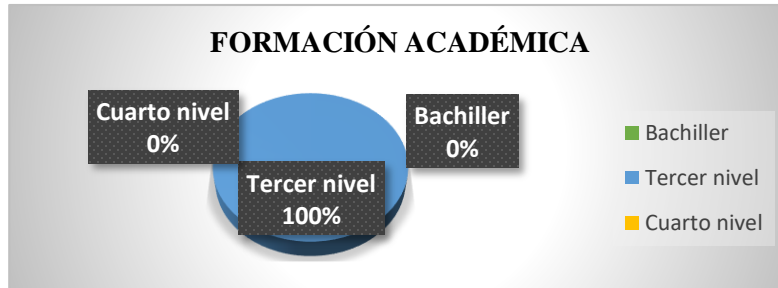 FORMACIÓN ACADÉMICA
Cuarto nivel
0%
Bachiller
0%
Tercer nivel
100%
Bachiller
Tercer nivel
Cuarto nivel